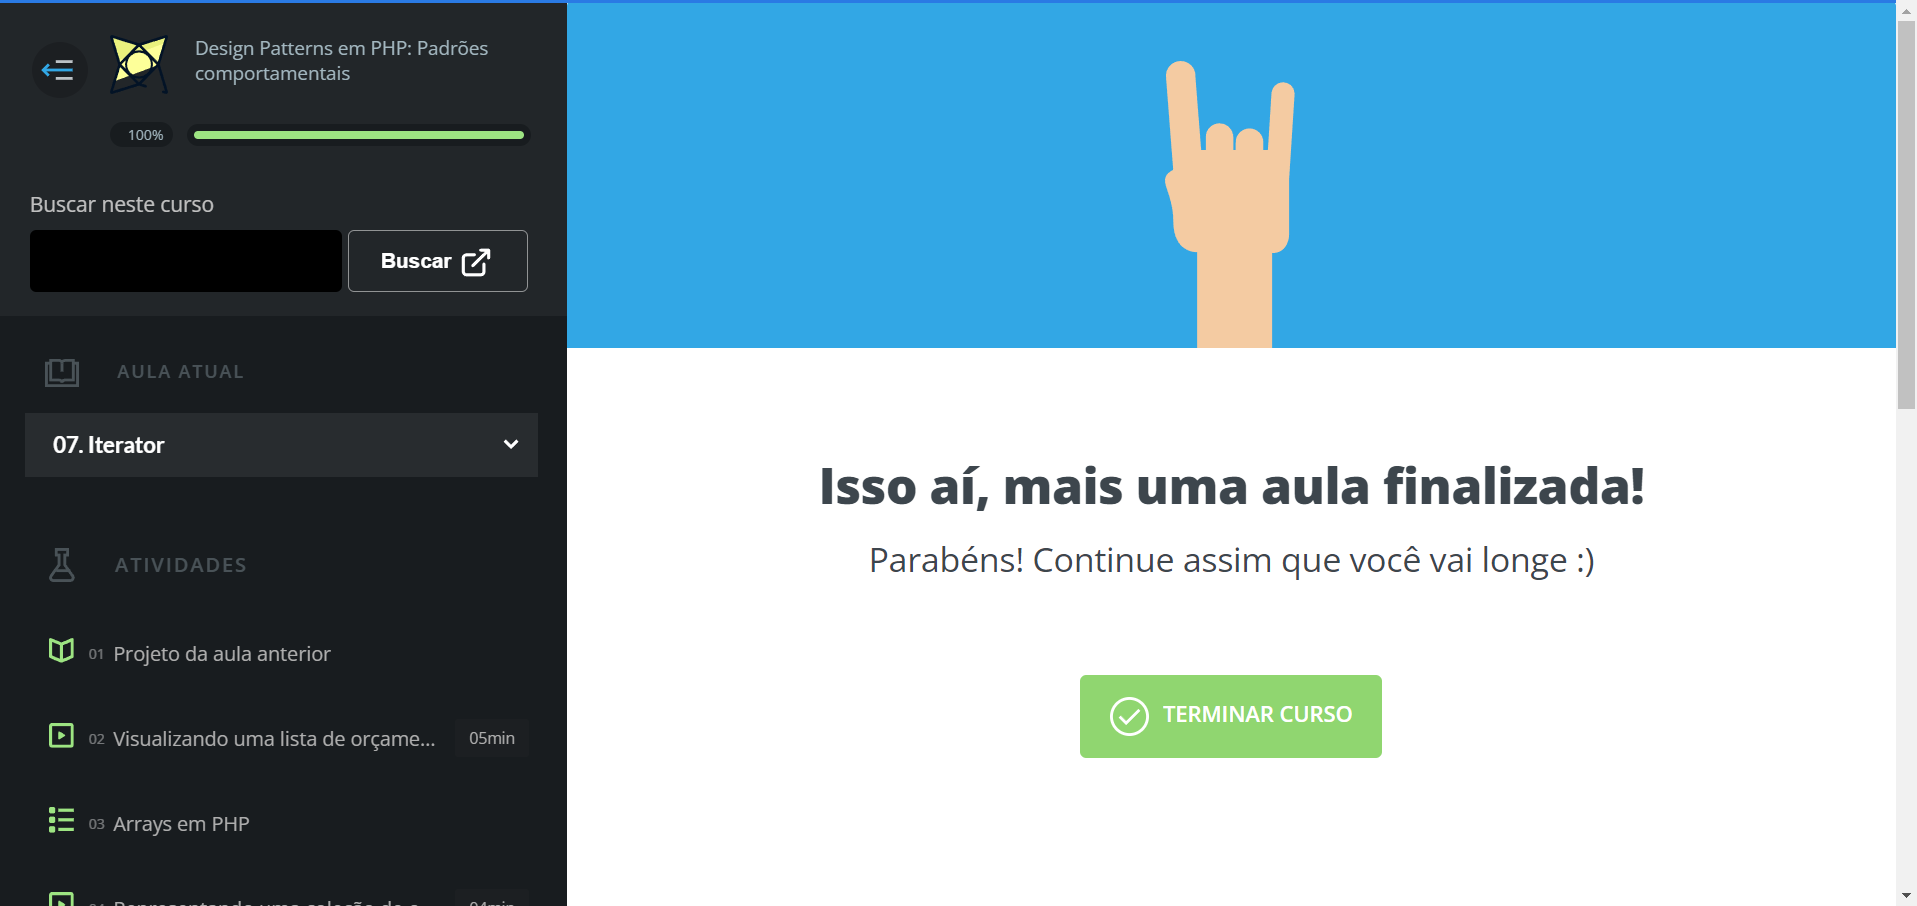 Design Patterns em PHP: Padrões
comportamentais
100%
Buscar neste curso
Buscar
AULA ATUAL
07. Iterator
ATIVIDADES
01 Projeto da aula anterior
02 Visualizando uma lista de orçame... 05min
03 Arrays em PHP
Isso aí, mais uma aula finalizada!
Parabéns! Continue assim que você vai longe :)
TERMINAR CURSO